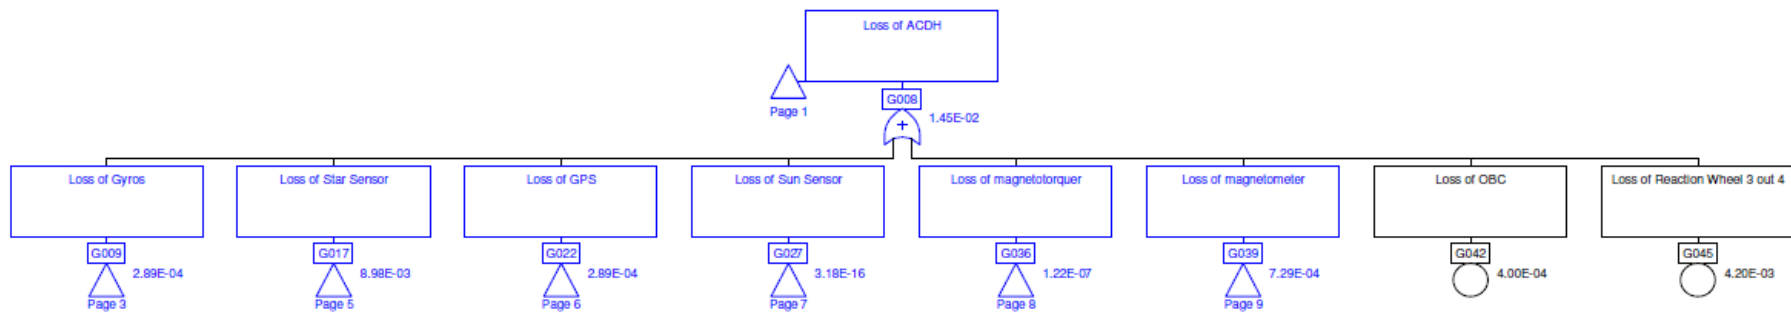 Loss of ACDH
Page 1
G008
+
1.45E-02
Loss of Gyros
Loss of Star Sensor
Loss of GPS
Loss of Sun Sensor
Loss of magnetotorquer
Loss of magnetometer
Loss of OBC
Loss of Reaction Wheel 3 out 4
G009
G017
G022
G027
G036
G039
G042
G045
2.89E-04
8.98E-03
2.89E-04
3.18E-16
1.22E-07
7.29E-04
4.00E-04
4.20E-03
Page 3
Page 5
Page 6
Page 7
Page 8
Page 9